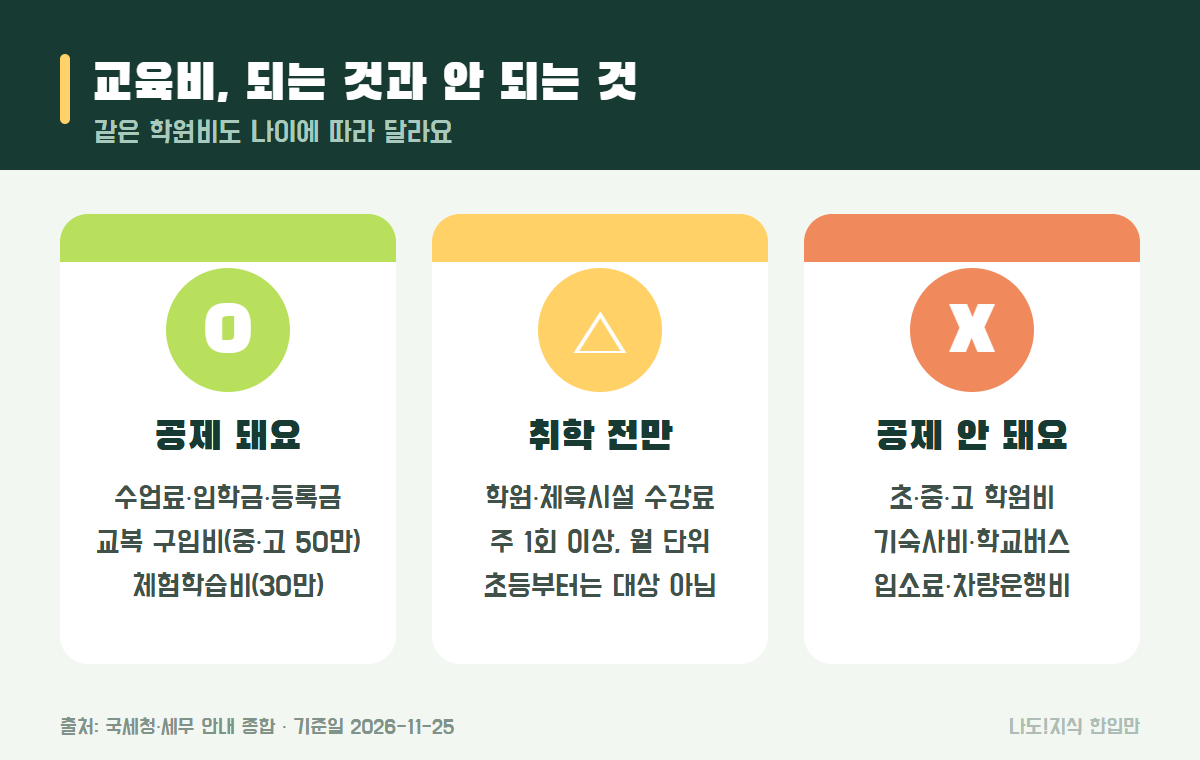 교육비, 되는 것과 안 되는 것
같은 학원비도 나이에 따라 달라요
O
공제 돼요
수업료·입학금·등록금
교복 구입비(중·고 50만)
체험학습비(30만)
△
취학 전만
학원·체육시설 수강료
주 1회 이상, 월 단위
초등부터는 대상 아님
X
공제 안 돼요
초·중·고 학원비
기숙사비·학교버스
입소료·차량운행비
출처: 국세청·세무 안내 종합 · 기준일 2026-11-25
나도!지식 한입만